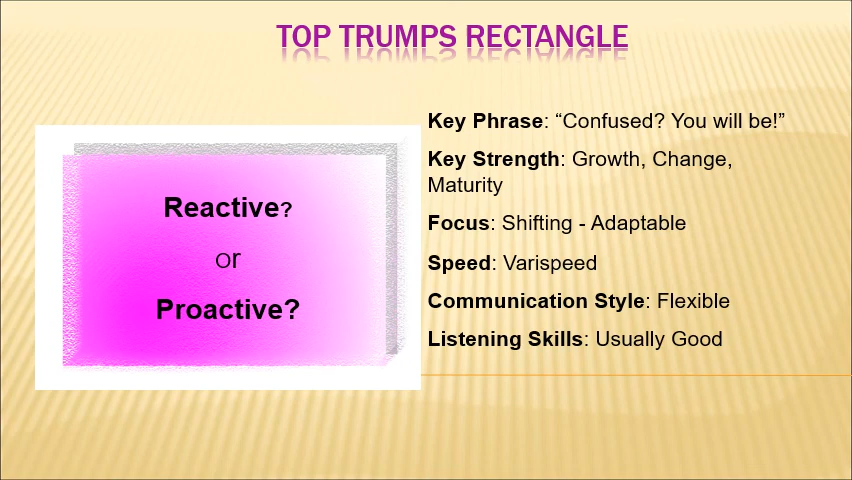 TOP TRUMPS RECTANGLE
Reactive?
or
Proactive?
Key Phrase: “Confused? You will be!”
Key Strength: Growth, Change,
Maturity
Focus: Shifting - Adaptable
Speed: Varispeed
Communication Style: Flexible
Listening Skills: Usually Good